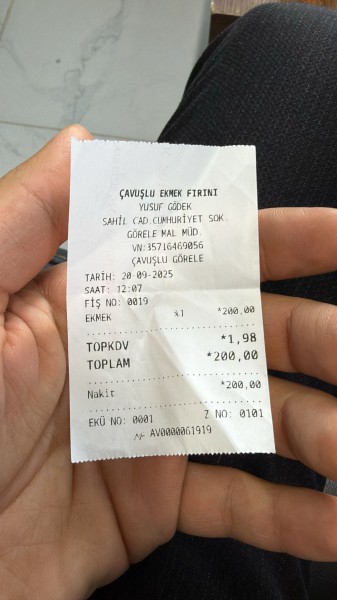 ÇAVUŞLU EKMEK FIRINI
YUSUF GÖDEK
SAHİL CAD.CUMHURİYET SOK.
GÖRELE MAL MÜD.
VN:35716469056
ÇAVUŞLU GÖRELE
TARİH: 20-09-2025
SAAT: 12:07
FİŞ NO: 0019
EKMEK %1 *200,00
TOPKDV *1,98
TOPLAM *200,00
Nakit *200,00
EKÜ NO: 0001 Z NO: 0101
AV0000061919